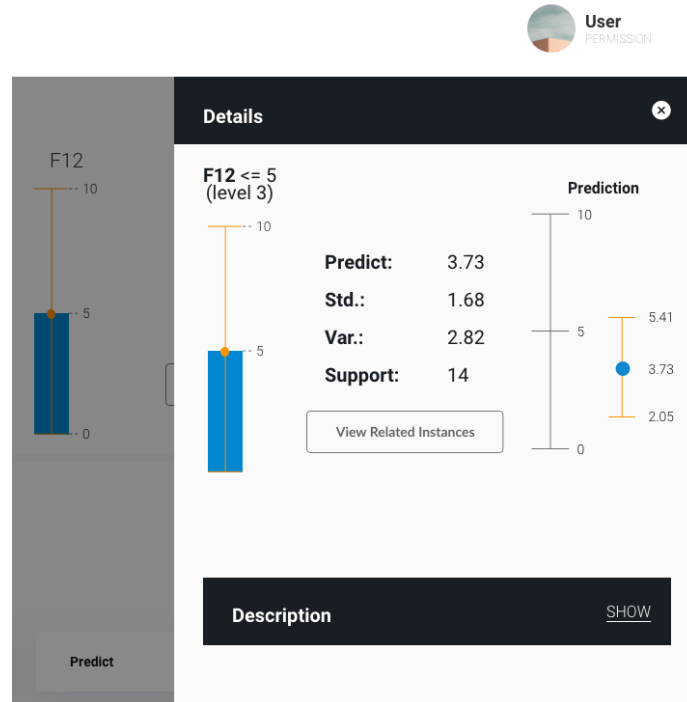 User
PERMISSION
F12
10
5
0
Predict
Details
F12 <= 5
(level 3)
10
5
Predict: 3.73
Std.: 1.68
Var.: 2.82
Support: 14
View Related Instances
Prediction
10
5
0
5.41
3.73
2.05
Description SHOW